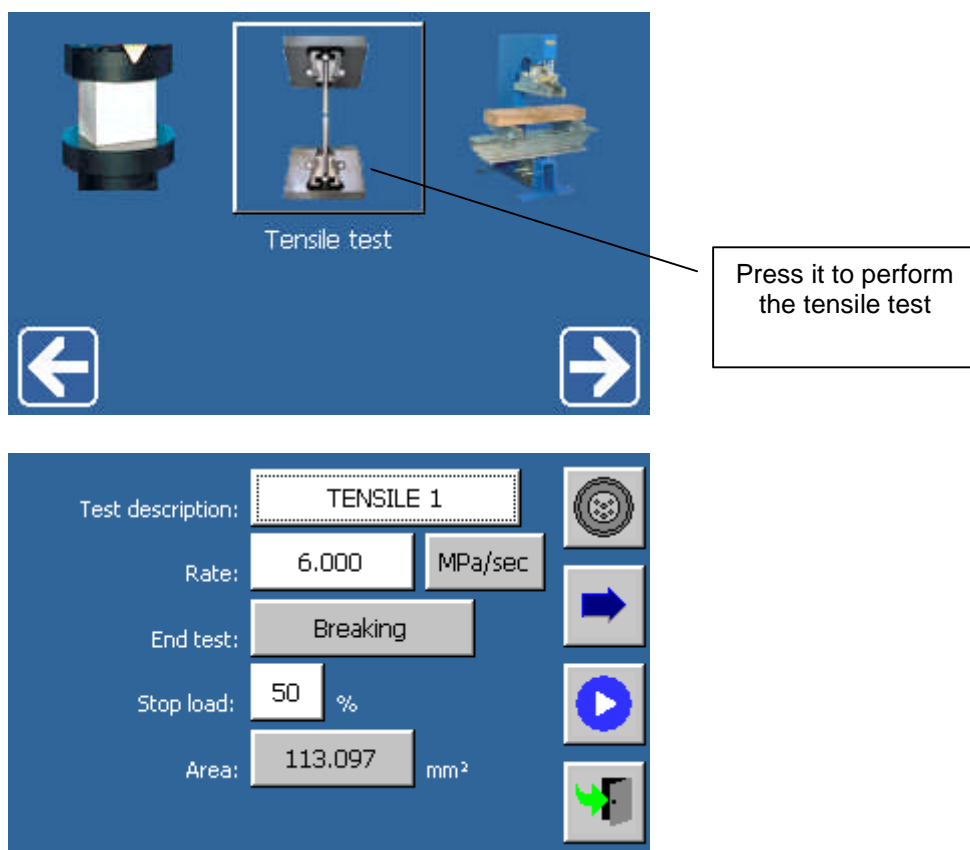 Tensile test
Press it to perform
the tensile test
Test description: TENSILE 1
Rate: 6.000 MPa/sec
End test: Breaking
Stop load: 50 %
Area: 113.097 mm²